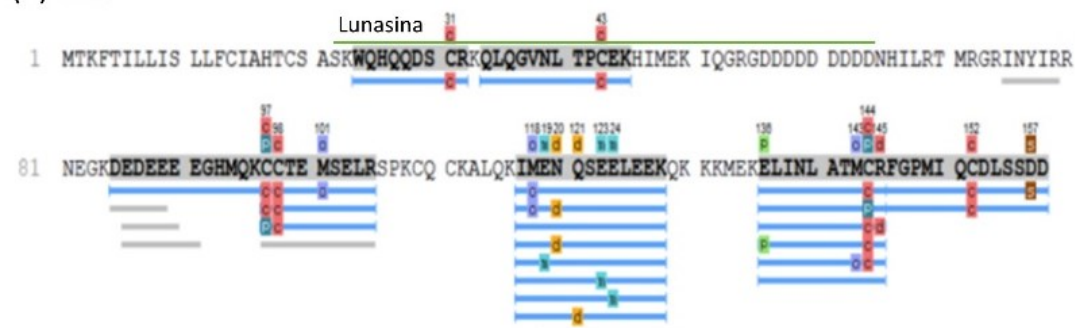 Lunasina
31 43
c c
1 MTKFTILLIS LLFCIAHTCS ASKWQHQQDS CRKQLQGVNL TPCEKHIMEK IQGRGDDDDD DDDDNHILRT MRGRINYIRR
c c
97 98 101 118 119 120 121 123 124 136 143 144 145 152 157
81 NEGKDEDEEE EGHMQKCCTE MSELRSPKCQ CKALQKIMEN QSEELEEKQK KKMEKELINL ATMCRFGPMI QCDLSSDD
c c o o c c s
c c o d p c
p c c d
d p c
o c
d